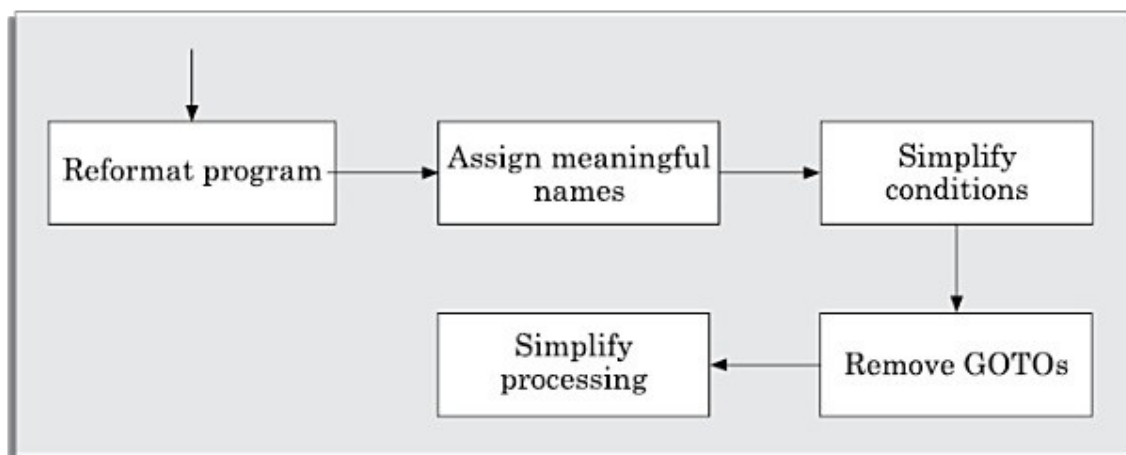 Reformat program
Assign meaningful
names
Simplify
conditions
Simplify
processing
Remove GOTOs